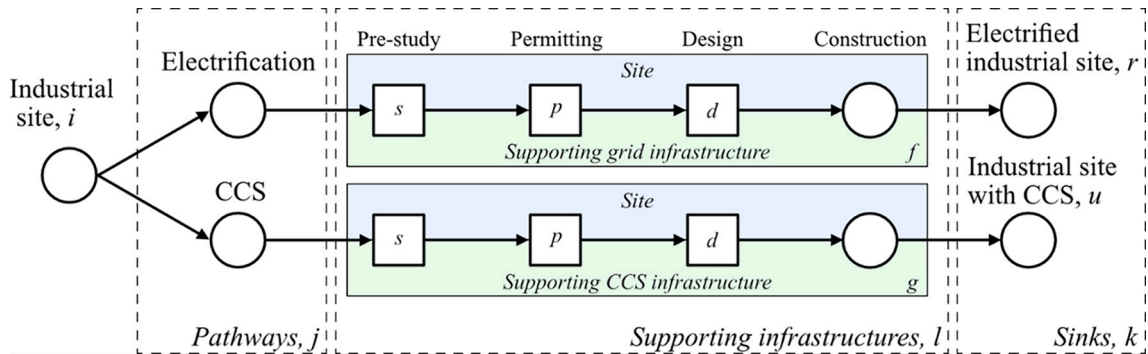 Industrial
site, i
Electrification
CCS
Pathways, j
Pre-study
Permitting
Design
Construction
Site
s
p
d
Supporting grid infrastructure
f
Site
s
p
d
Supporting CCS infrastructure
g
Supporting infrastructures, l
Electrified
industrial site, r
Industrial site
with CCS, u
Sinks, k